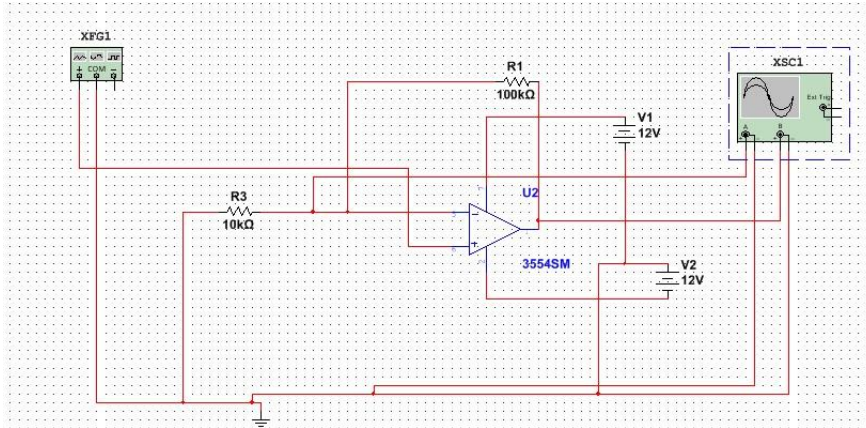 XFG1
COM
R1
100kΩ
XSC1
Ext Trig
A
B
V1
12V
U2
R3
10kΩ
3554SM
V2
12V